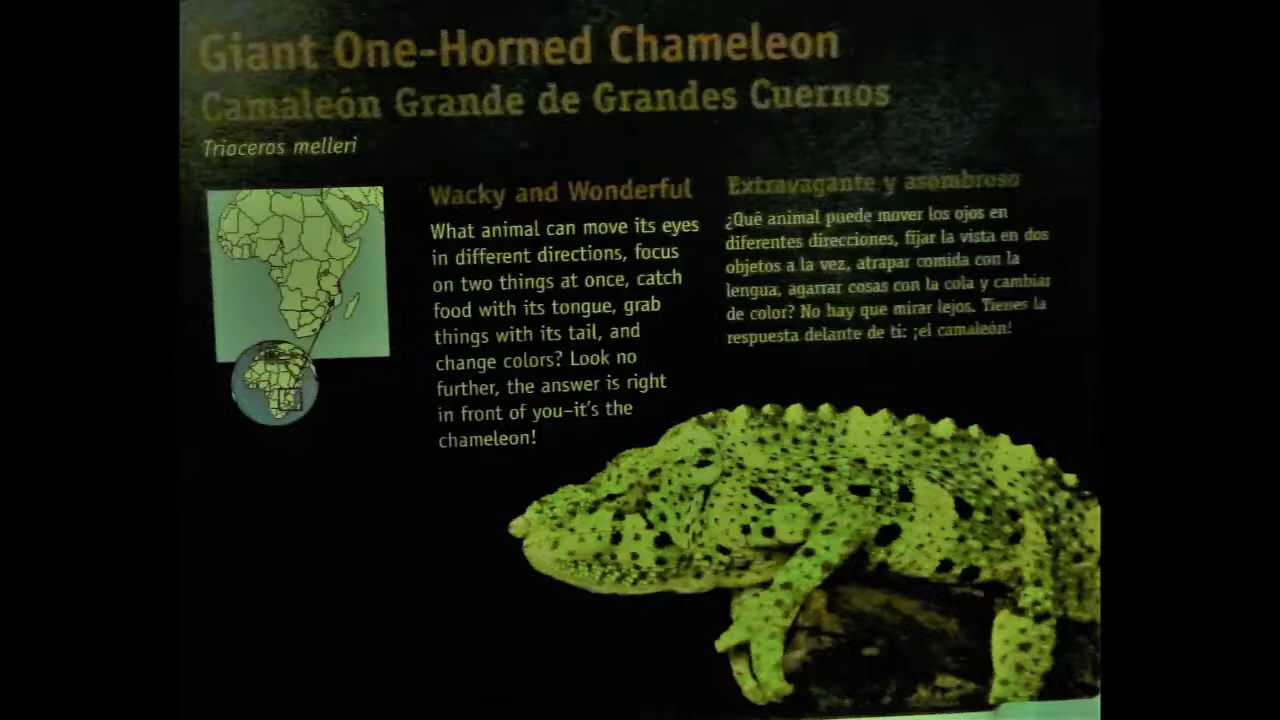 Giant One-Horned Chameleon
Camaleón Grande de Grandes Cuernos
Trioceros melleri
Wacky and Wonderful
What animal can move its eyes
in different directions, focus
on two things at once, catch
food with its tongue, grab
things with its tail, and
change colors? Look no
further, the answer is right
in front of you–it's the
chameleon!
Extravagante y asombroso
¿Qué animal puede mover los ojos en
diferentes direcciones, fijar la vista en dos
objetos a la vez, atrapar comida con la
lengua, agarrar cosas con la cola y cambiar
de color? No hay que mirar lejos. Tienes la
respuesta delante de ti: ¡el camaleón!